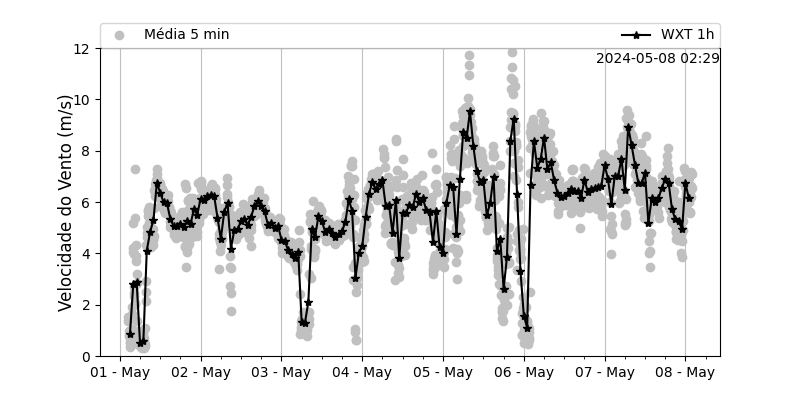 Média 5 min
WXT 1h
2024-05-08 02:29
Velocidade do Vento (m/s)
12
10
8
6
4
2
0
01 - May
02 - May
03 - May
04 - May
05 - May
06 - May
07 - May
08 - May